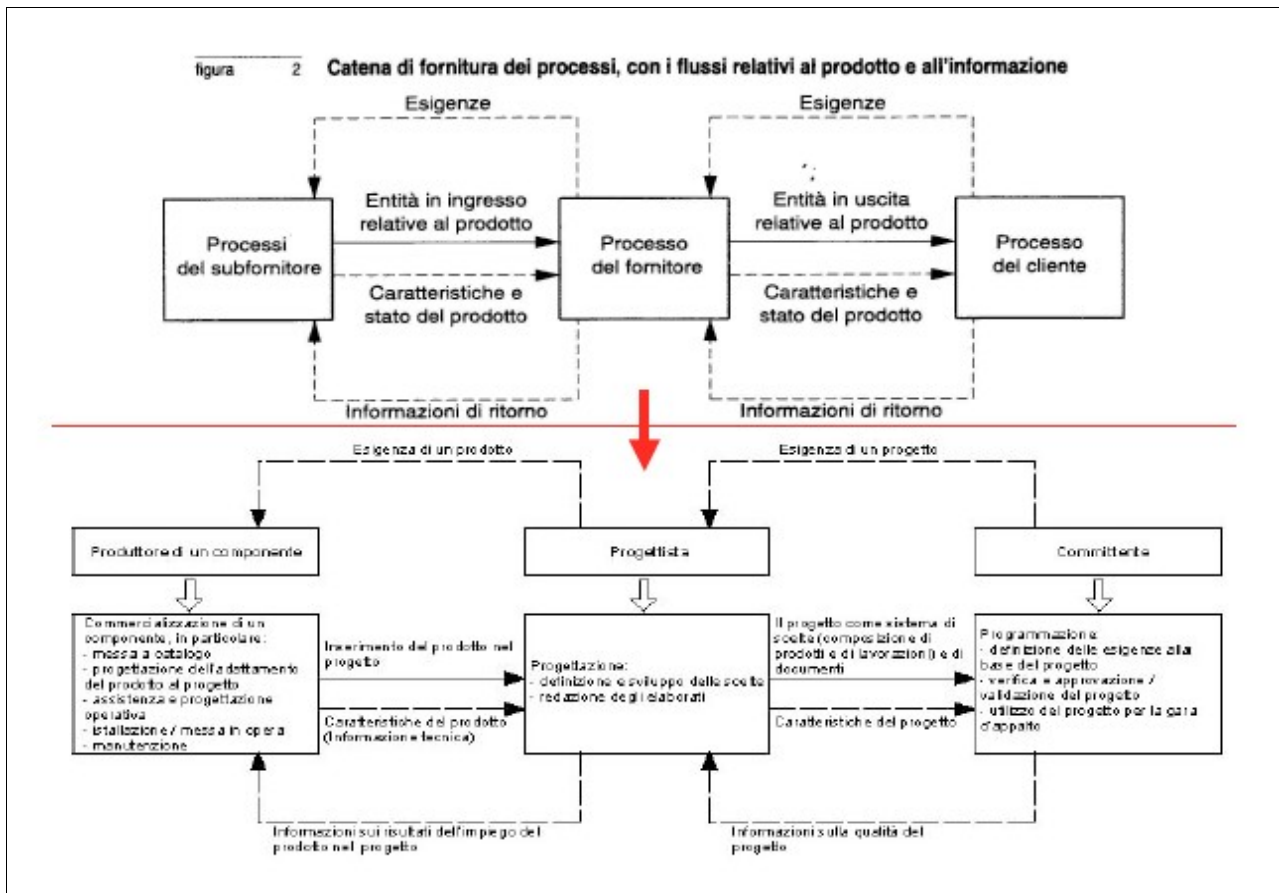 figura 2 Catena di fornitura dei processi, con i flussi relativi al prodotto e all'informazione
Esigenze
Esigenze
Processi
del subfornitore
Entità in ingresso
relative al prodotto
Caratteristiche e
stato del prodotto
Processo
del fornitore
Entità in uscita
relative al prodotto
Caratteristiche e
stato del prodotto
Processo
del cliente
Informazioni di ritorno
Informazioni di ritorno
Esigenza di un prodotto
Esigenza di un progetto
Produttore di un componente
Progettista
Committente
Commercializzazione di un
componente, in particolare:
- messa a catalogo
- progettazione dell'adattamento
del prodotto al progetto
- assistenza e progettazione
operativa
- istallazione / messa in opera
- manutenzione
Inserimento del prodotto nel
progetto
Caratteristiche del prodotto
(Informazione tecnica)
Progettazione:
- definizione e sviluppo delle scelte
- redazione degli elaborati
Il progetto come sistema di
scelte (composizione di
prodotti e di lavorazioni) e di
documenti
Caratteristiche del progetto
Programmazione:
- definizione delle esigenze alla
base del progetto
- verifica e approvazione /
validazione del progetto
- utilizzo del progetto per la gara
d'appalto
Informazioni sui risultati dell'impiego del
prodotto nel progetto
Informazioni sulla qualità del
progetto